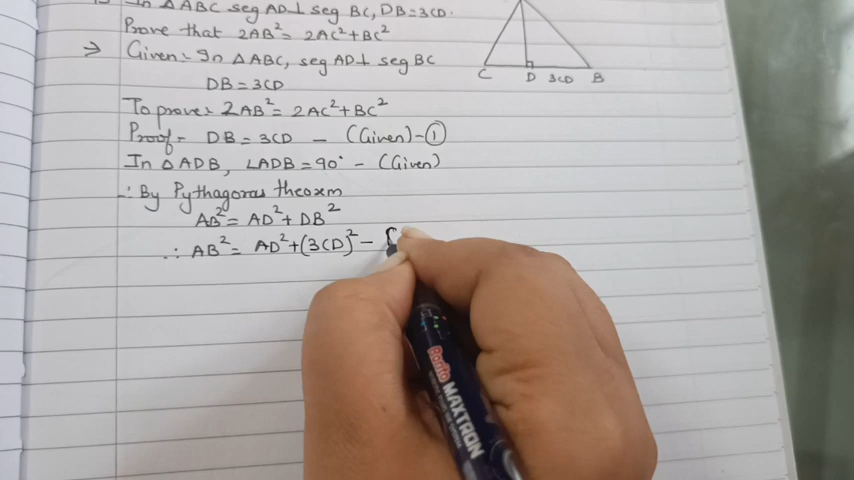 In △ABC seg AD⊥ seg BC, DB=3CD.
Prove that 2AB²= 2AC²+BC²
→ Given:- In △ABC, seg AD⊥ seg BC
DB=3CD
To prove:- 2AB²= 2AC²+BC²
Proof- DB=3CD - (Given)-①
In △ADB, ∠ADB=90° - (Given)
∴ By Pythagoras theoxm
AB²= AD²+ DB²
∴ AB²= AD²+(3CD)² -
C D 3CD B
Rorito MAXTRON